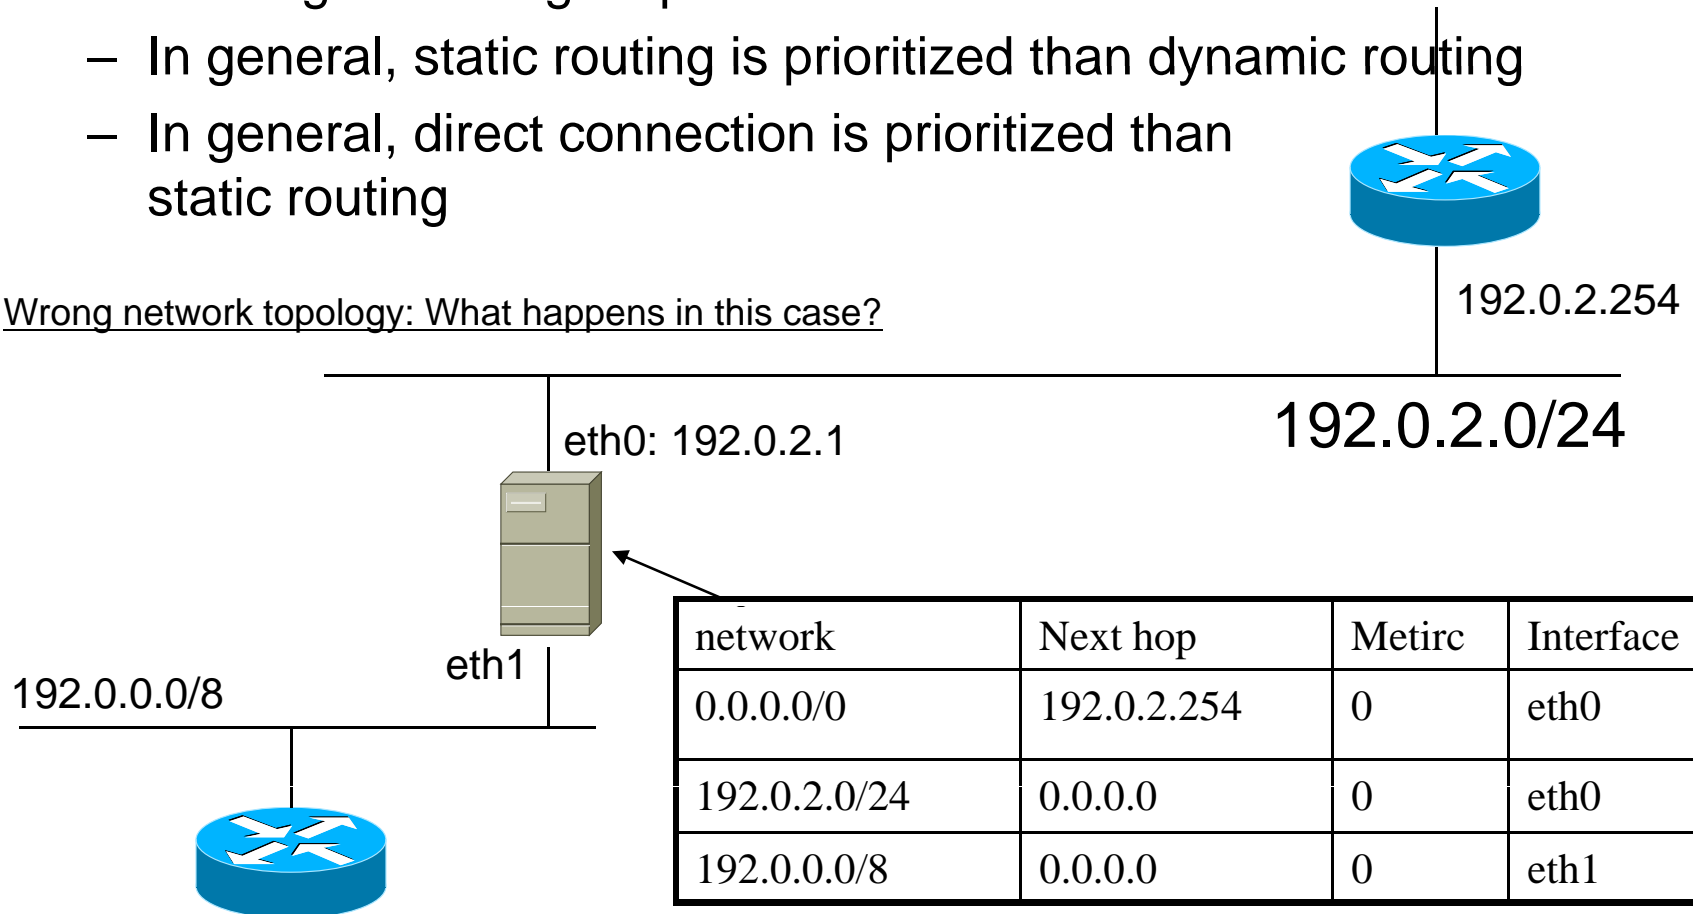 – In general, static routing is prioritized than dynamic routing
– In general, direct connection is prioritized than
static routing
192.0.2.254
Wrong network topology: What happens in this case?
192.0.2.0/24
eth0: 192.0.2.1
network Next hop Metirc Interface
eth1
192.0.0.0/8
0.0.0.0/0 192.0.2.254 0 eth0
192.0.2.0/24 0.0.0.0 0 eth0
192.0.0.0/8 0.0.0.0 0 eth1